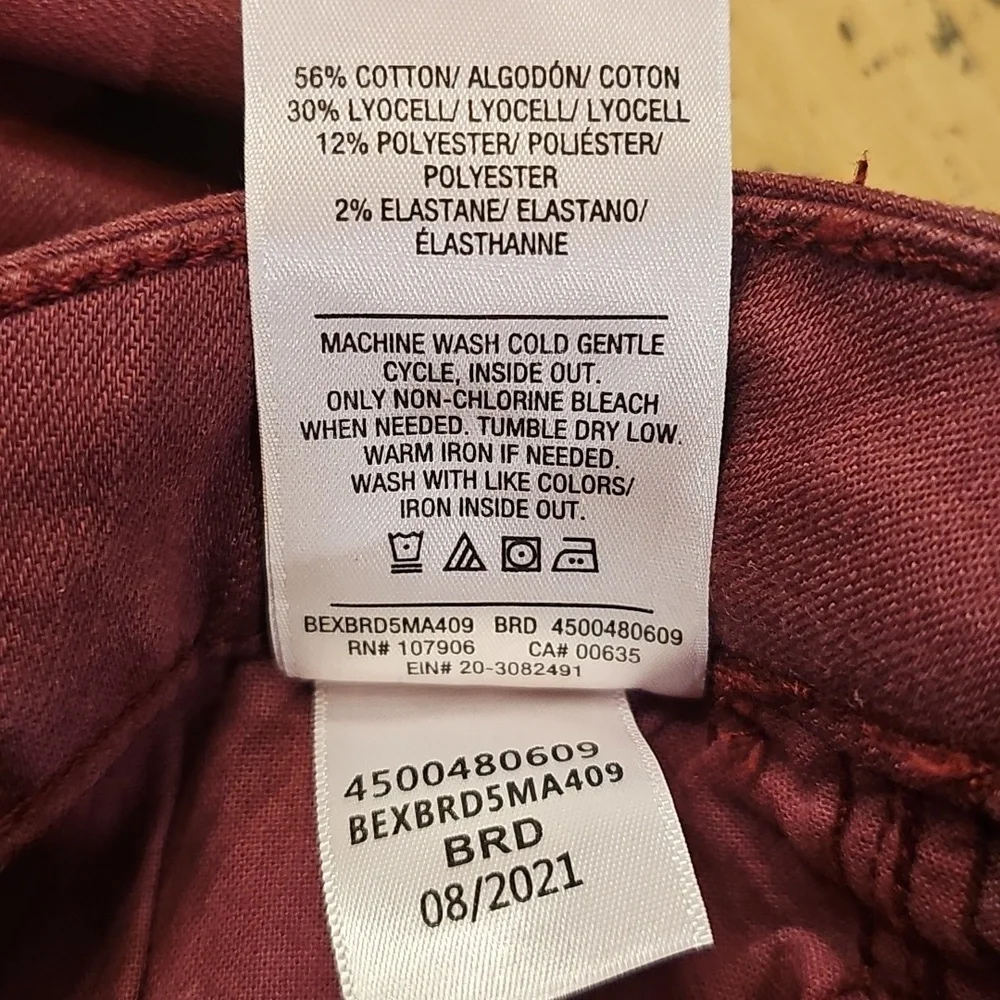 56% COTTON/ ALGODÓN/ COTON
30% LYOCELL/ LYOCELL/ LYOCELL
12% POLYESTER/ POLIÉSTER/
POLYESTER
2% ELASTANE/ ELASTANO/
ÉLASTHANNE
MACHINE WASH COLD GENTLE
CYCLE, INSIDE OUT.
ONLY NON-CHLORINE BLEACH
WHEN NEEDED. TUMBLE DRY LOW.
WARM IRON IF NEEDED.
WASH WITH LIKE COLORS/
IRON INSIDE OUT.
BEXBRD5MA409 BRD 4500480609
RN# 107906 CA# 00635
EIN# 20-3082491
4500480609
BEXBRD5MA409
BRD
08/2021